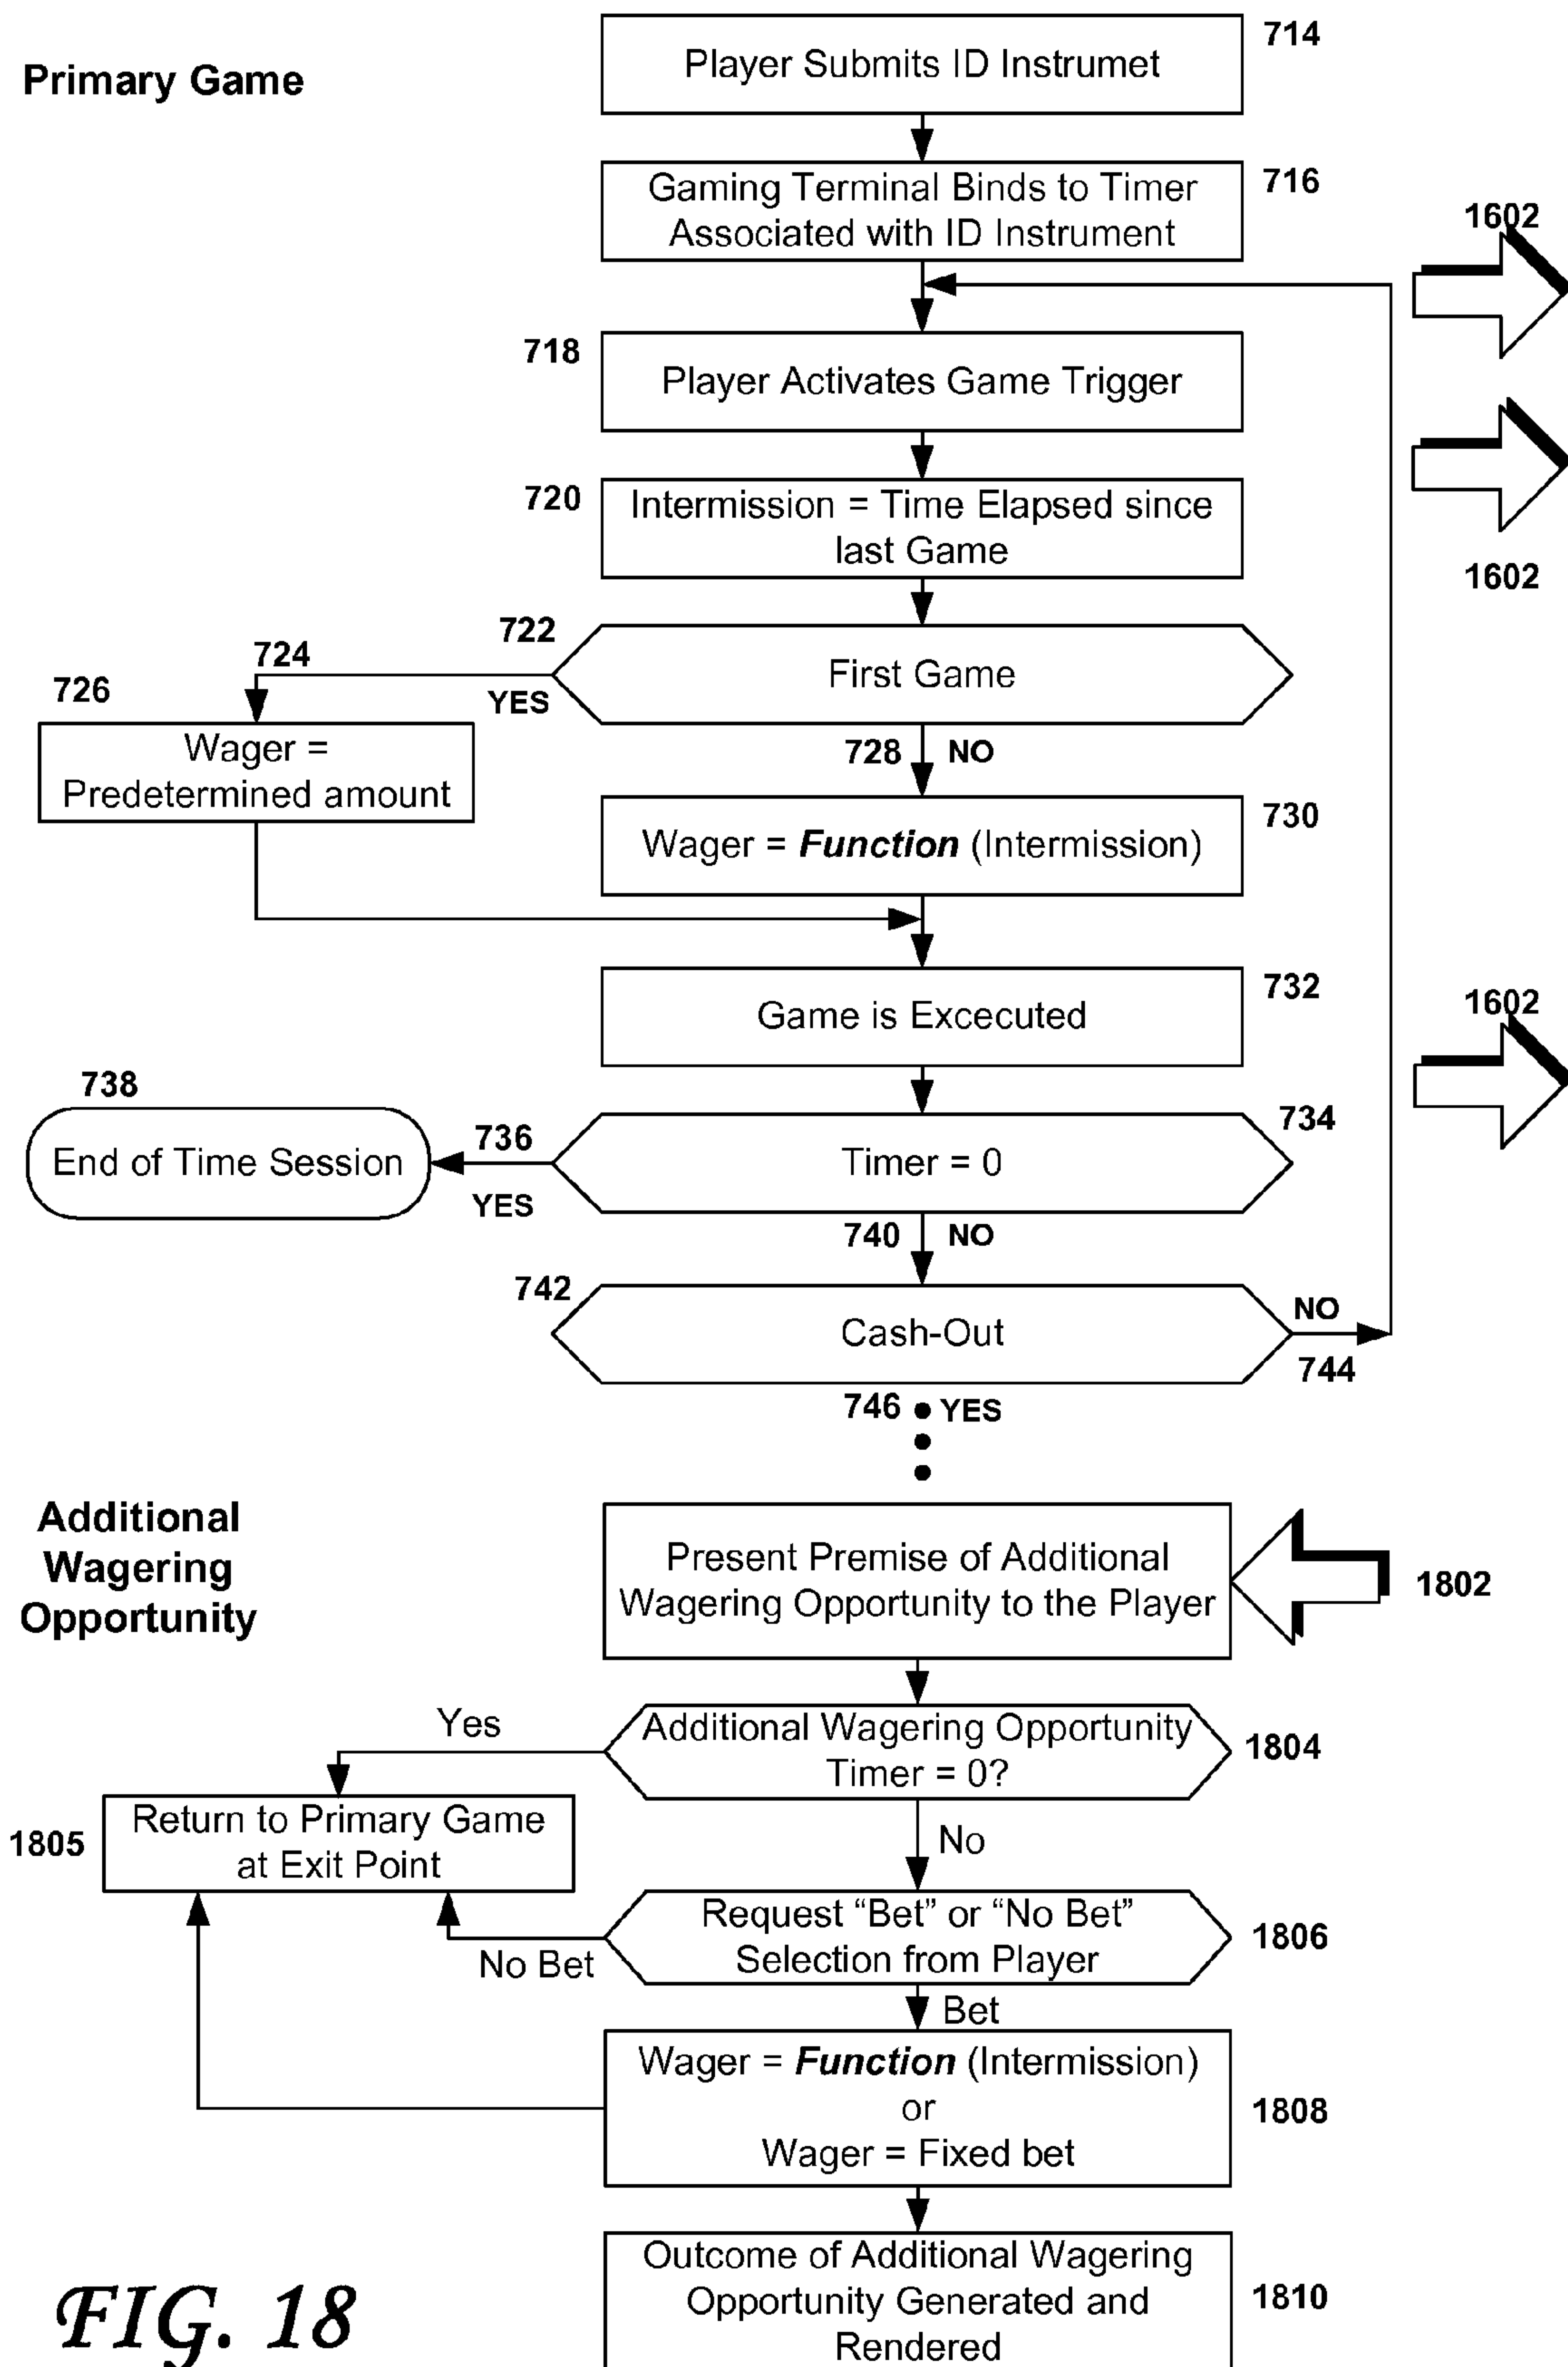 Primary Game
Player Submits ID Instrumet
714
Gaming Terminal Binds to Timer
Associated with ID Instrument
716
1602
718
Player Activates Game Trigger
720
Intermission = Time Elapsed since
last Game
1602
722
First Game
724
YES
726
Wager =
Predetermined amount
728
NO
730
Wager = Function (Intermission)
732
Game is Excecuted
1602
734
Timer = 0
736
YES
738
End of Time Session
740
NO
742
Cash-Out
NO
744
746
YES
Additional
Wagering
Opportunity
Present Premise of Additional
Wagering Opportunity to the Player
1802
Additional Wagering Opportunity
Timer = 0?
1804
Yes
1805
Return to Primary Game
at Exit Point
No
Request “Bet” or “No Bet”
Selection from Player
1806
No Bet
Bet
Wager = Function (Intermission)
or
Wager = Fixed bet
1808
Outcome of Additional Wagering
Opportunity Generated and
Rendered
1810
FIG. 18